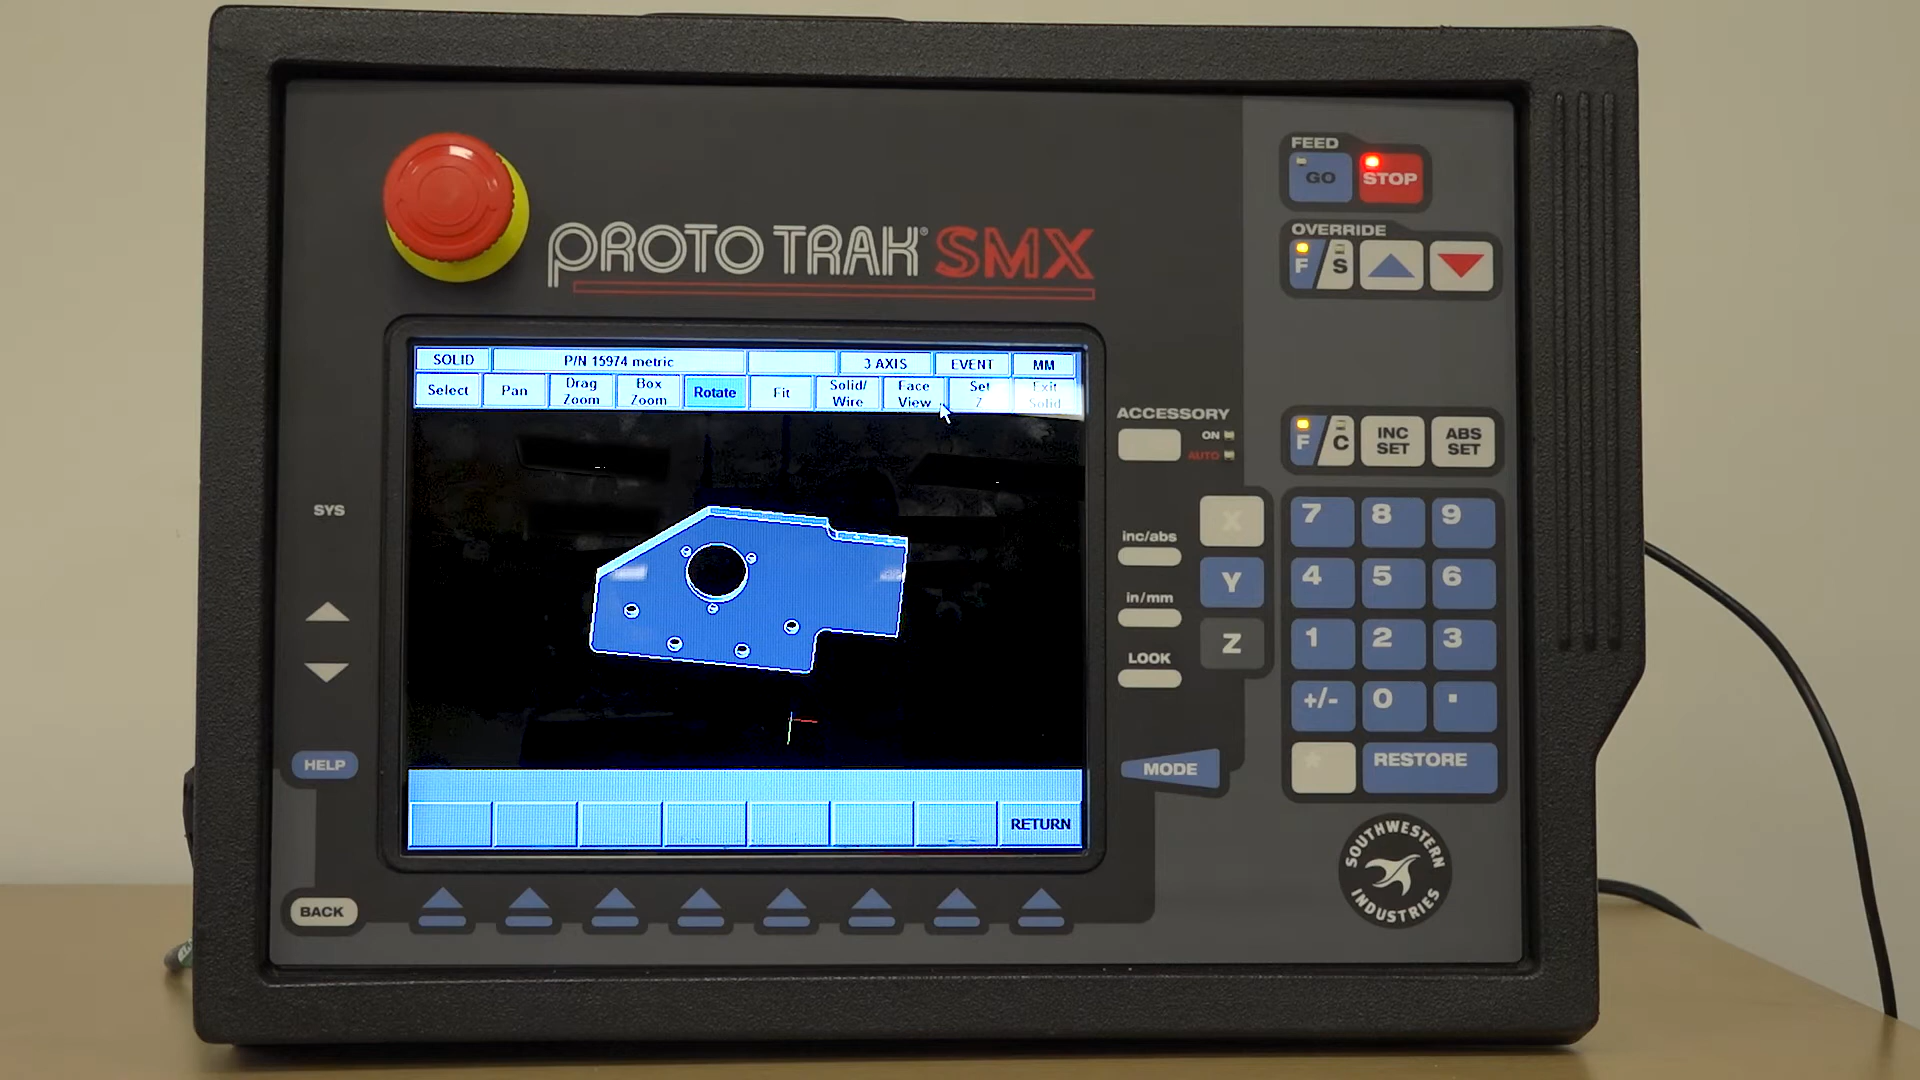 FEED
GO
STOP
OVERRIDE
F
S
PROTO TRAK® SMX
SOLID
P/N 15974 metric
3 AXIS
EVENT
MM
Select
Pan
Drag
Zoom
Box
Zoom
Rotate
Fit
Solid/
Wire
Face
View
Set
Z
Exit
Solid
ACCESSORY
ON
AUTO
F
C
INC
SET
ABS
SET
SYS
X
7
8
9
inc/abs
Y
4
5
6
in/mm
Z
1
2
3
LOOK
+/-
0
.
HELP
MODE
*
RESTORE
RETURN
SOUTHWESTERN
INDUSTRIES
BACK